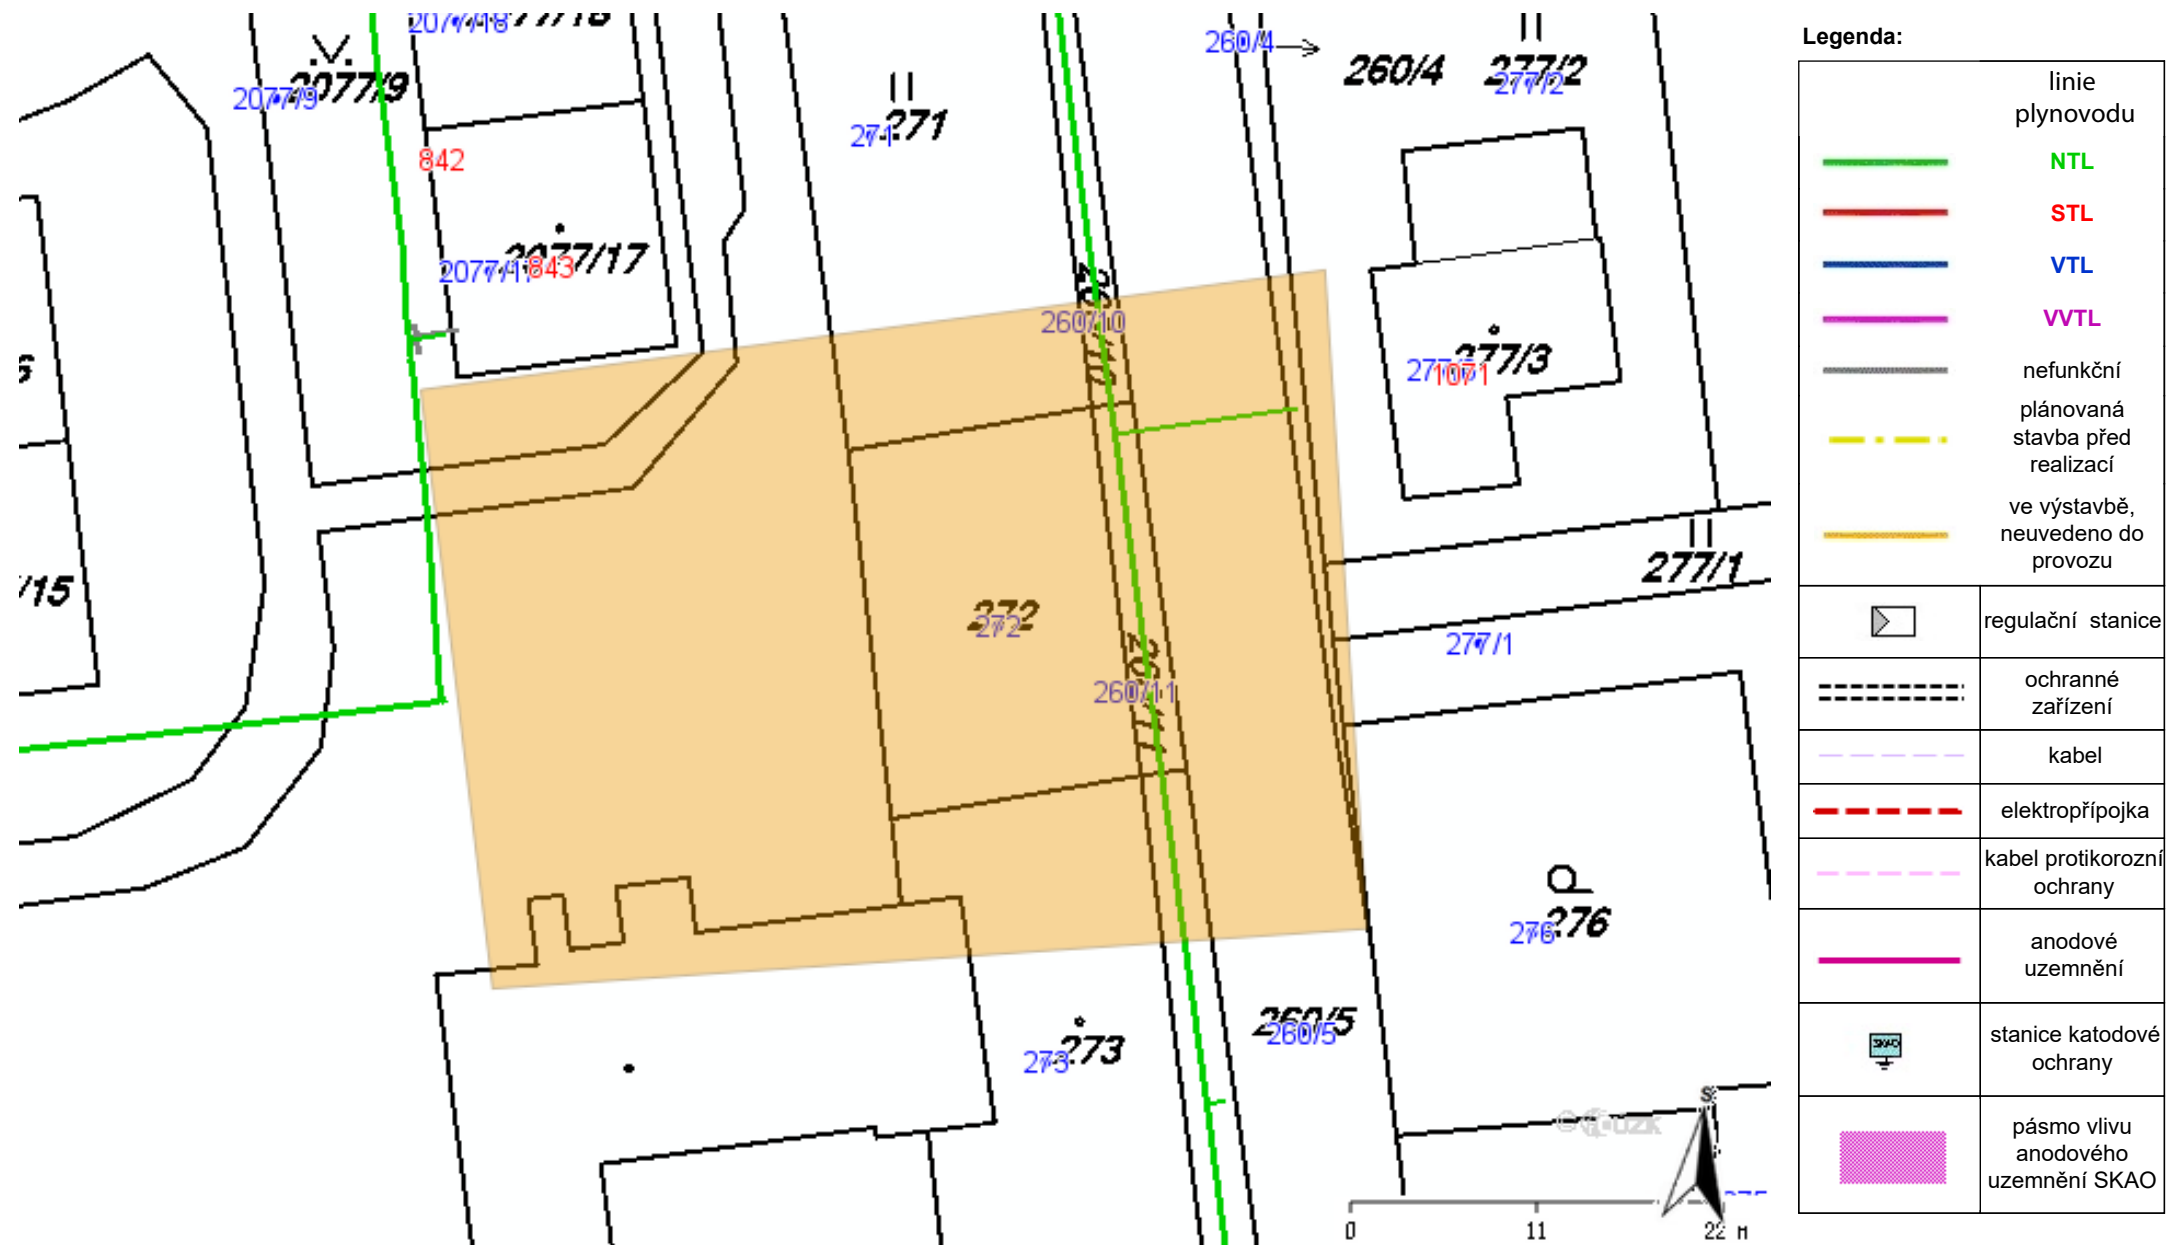 2077/18
2077/9
2077/9
271
271
260/4
260/4
277/2
277/2
842
2077/17
843
260/10
277/3
1071
277/1
277/1
/15
272
272
260/11
276
276
260/5
260/5
273
273
S
0
11
22 M
Legenda:
linie
plynovodu
NTL
STL
VTL
VVTL
nefunkční
plánovaná
stavba před
realizací
ve výstavbě,
neuvedeno do
provozu
regulační stanice
ochranné
zařízení
kabel
elektropřípojka
kabel protikorozní
ochrany
anodové
uzemnění
SKAO
stanice katodové
ochrany
pásmo vlivu
anodového
uzemnění SKAO